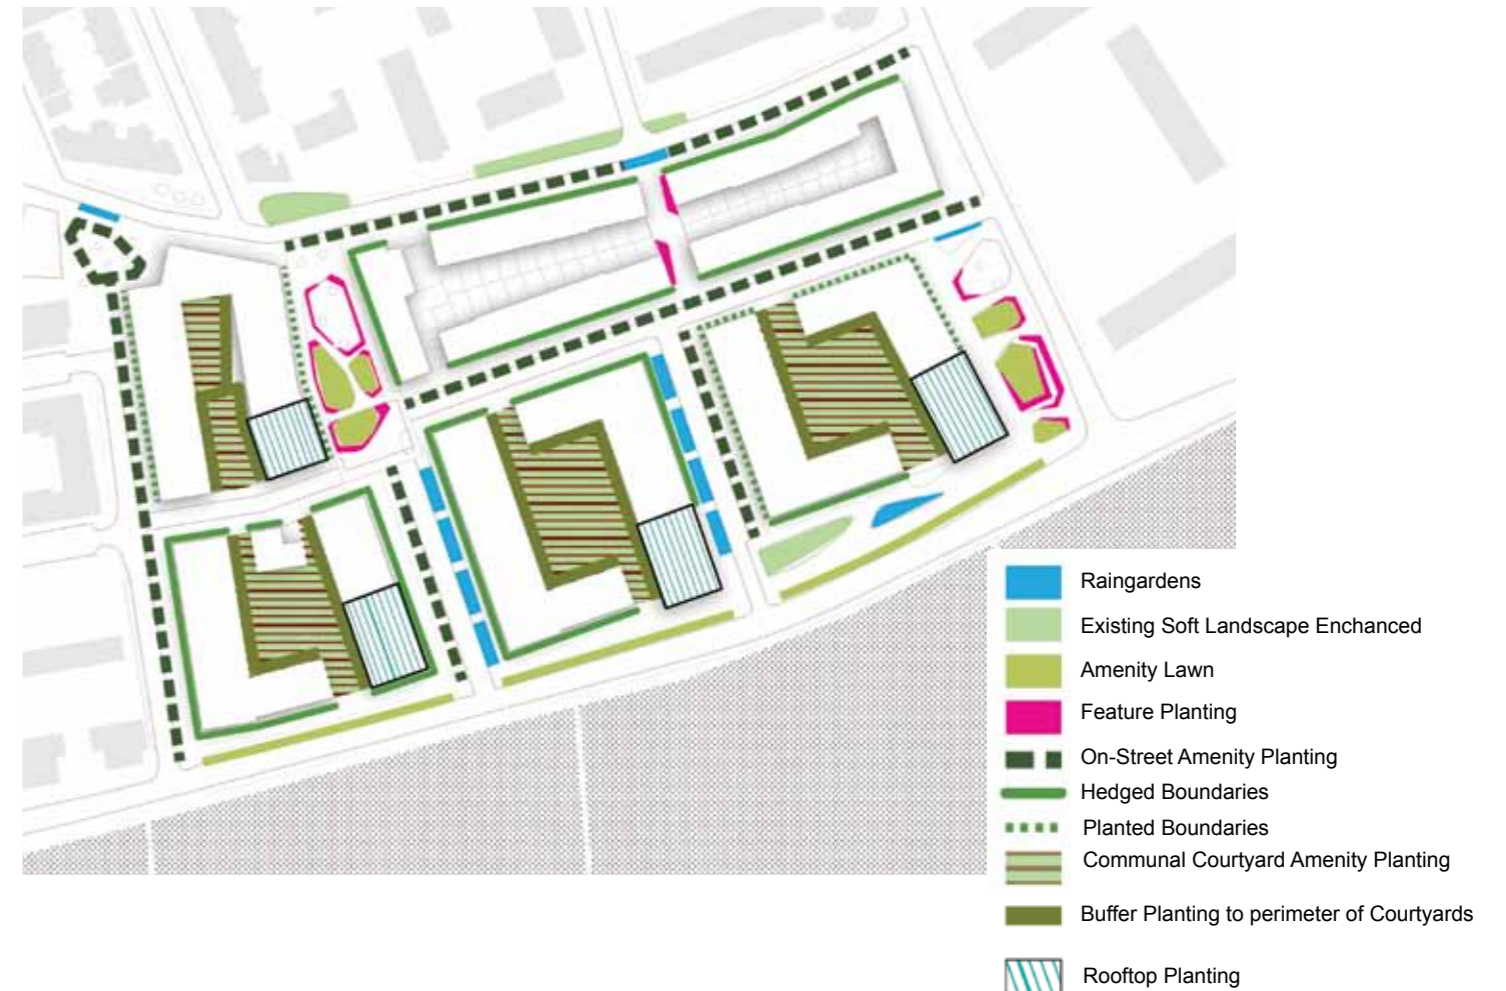 Raingardens
Existing Soft Landscape Enchanced
Amenity Lawn
Feature Planting
On-Street Amenity Planting
Hedged Boundaries
Planted Boundaries
Communal Courtyard Amenity Planting
Buffer Planting to perimeter of Courtyards
Rooftop Planting